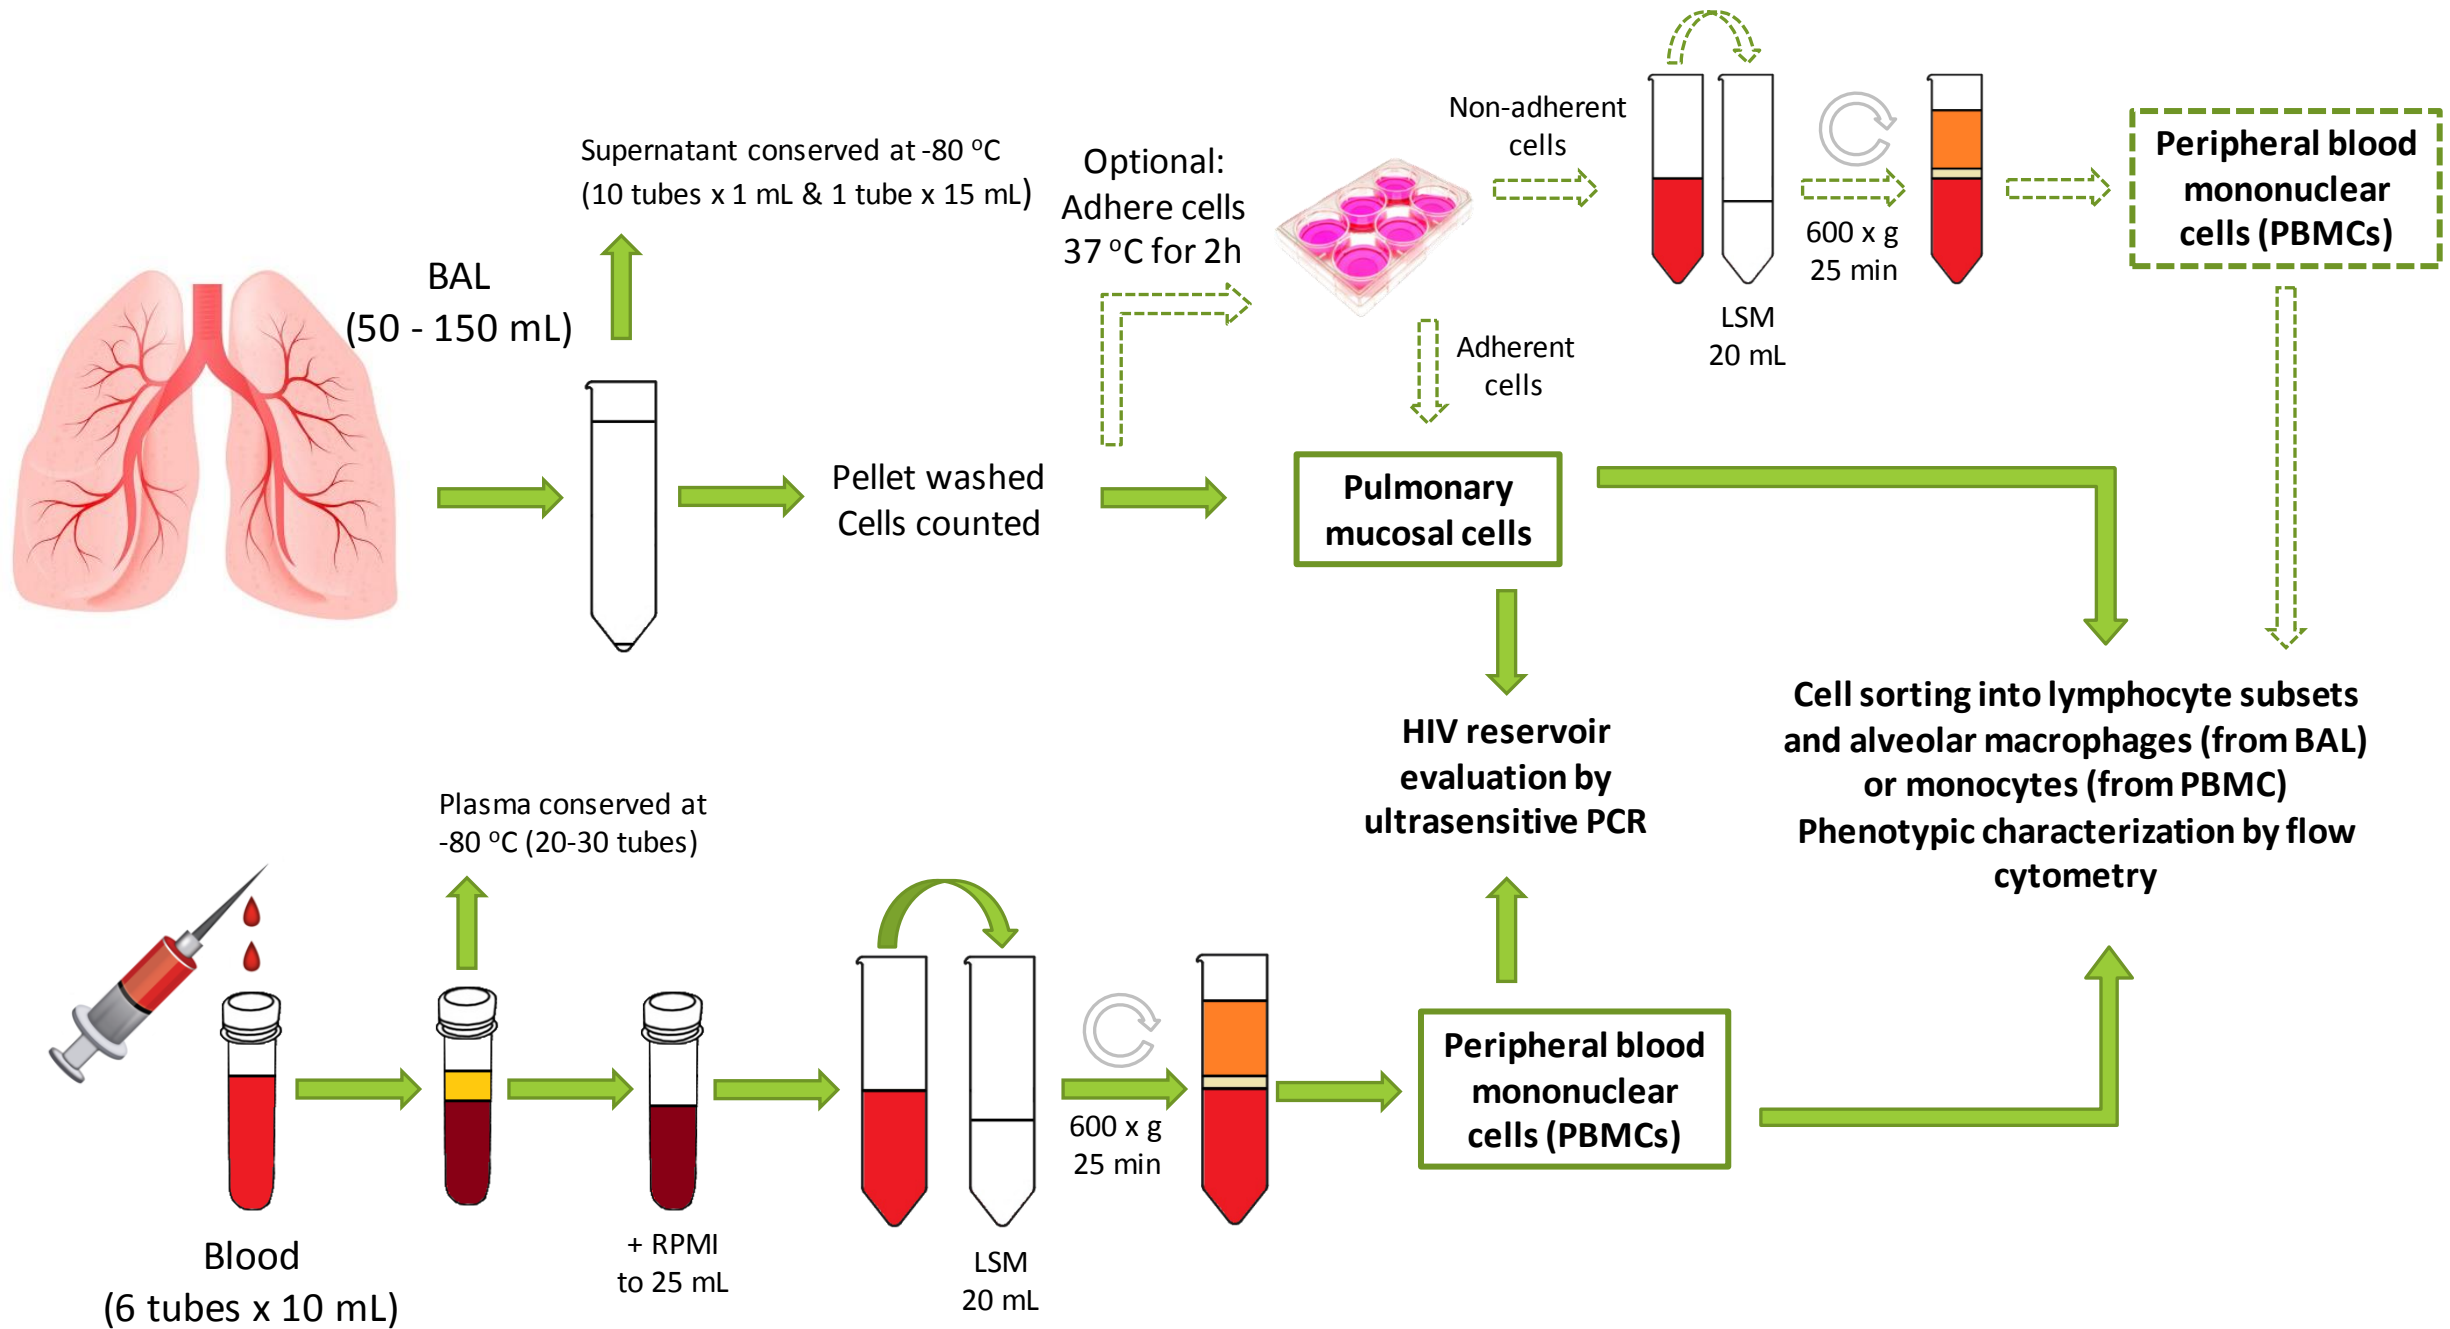 Supernatant conserved at -80 °C
(10 tubes x 1 mL & 1 tube x 15 mL)
BAL
(50 - 150 mL)
Optional:
Adhere cells
37 °C for 2h
Non-adherent
cells
600 x g
25 min
LSM
20 mL
Peripheral blood
mononuclear
cells (PBMCs)
Adherent
cells
Pellet washed
Cells counted
Pulmonary
mucosal cells
HIV reservoir
evaluation by
ultrasensitive PCR
Cell sorting into lymphocyte subsets
and alveolar macrophages (from BAL)
or monocytes (from PBMC)
Phenotypic characterization by flow
cytometry
Plasma conserved at
-80 °C (20-30 tubes)
Blood
(6 tubes x 10 mL)
+ RPMI
to 25 mL
LSM
20 mL
600 x g
25 min
Peripheral blood
mononuclear
cells (PBMCs)